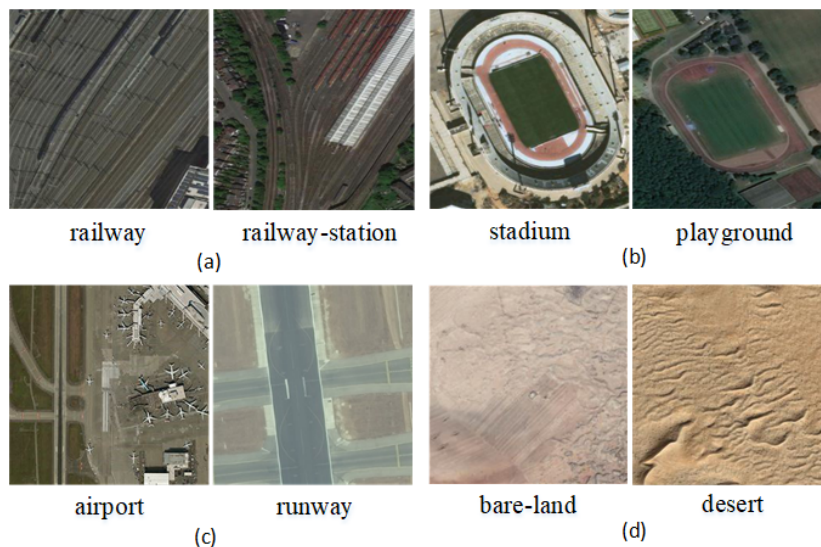 railway
railway-station
(a)
stadium
playground
(b)
airport
runway
(c)
bare-land
desert
(d)